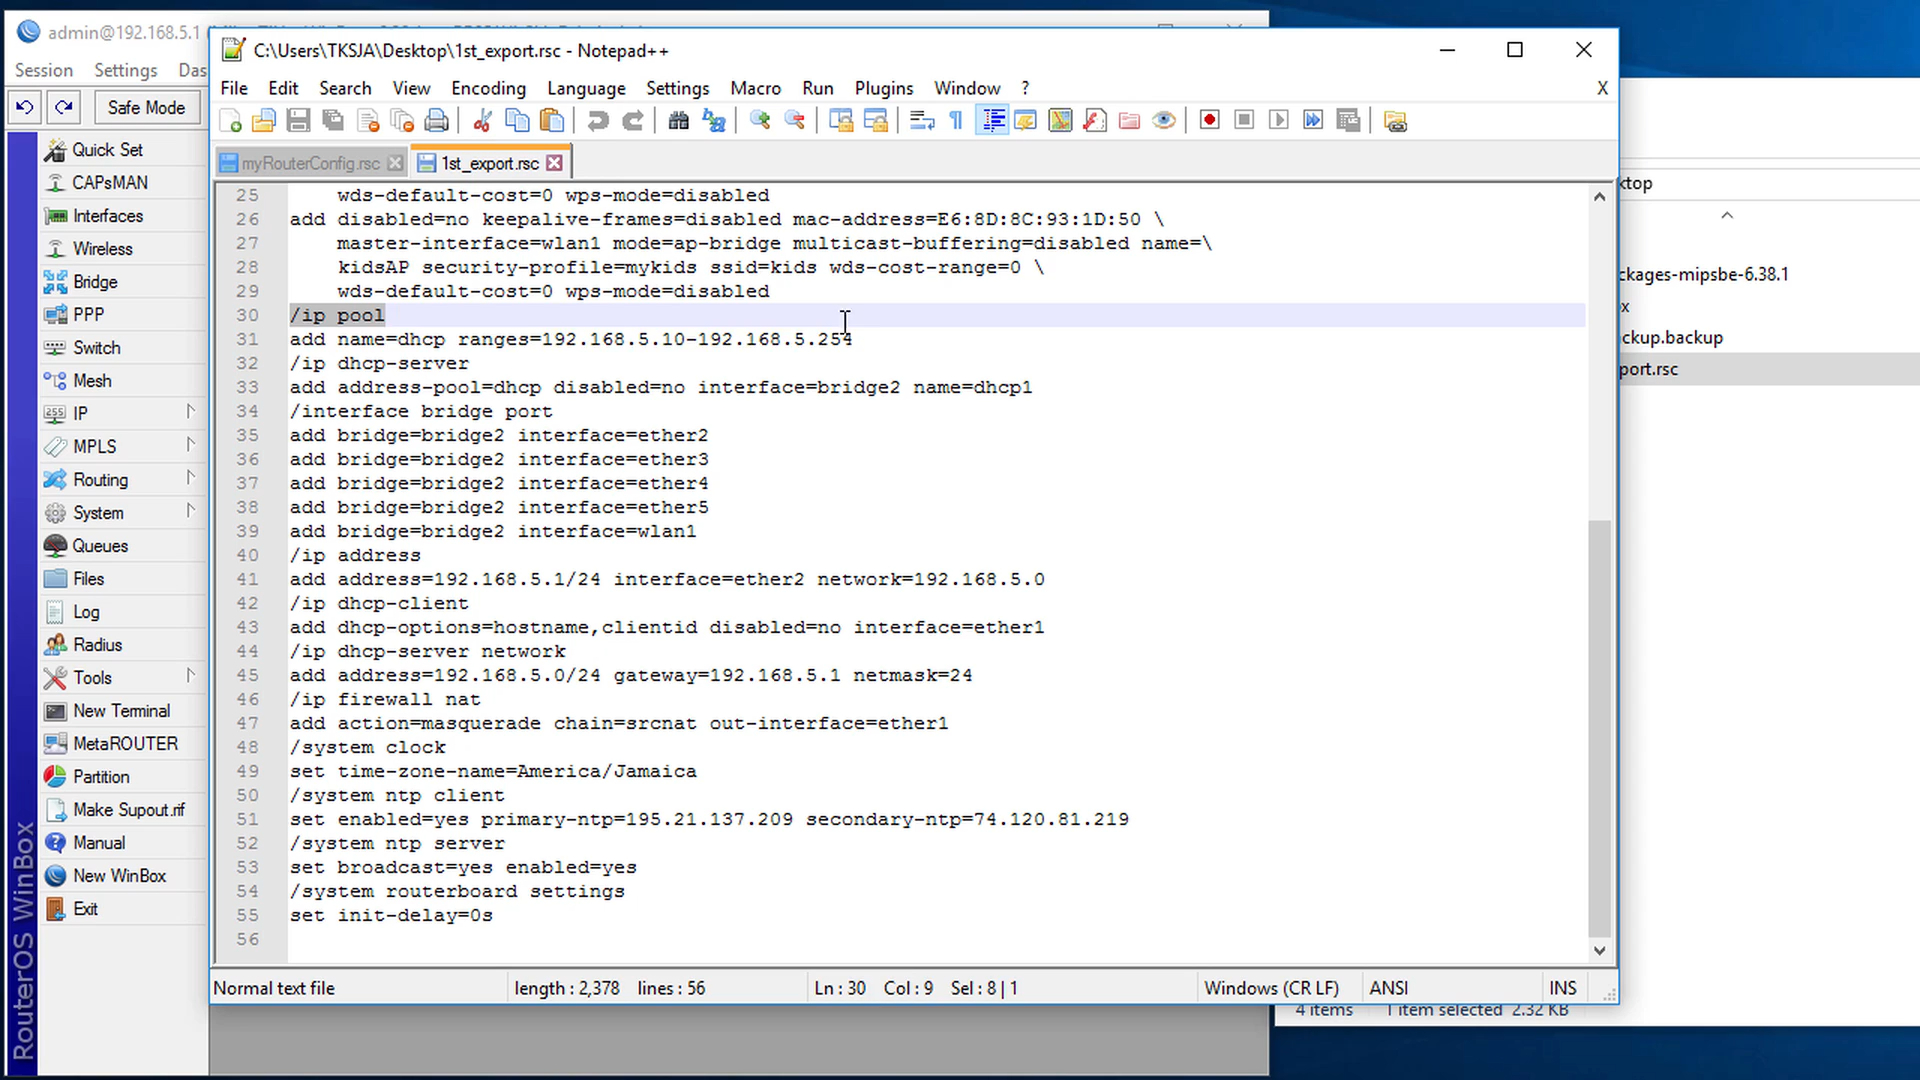 admin@192.168.5.1
Session Settings Das
Safe Mode
Quick Set
CAPsMAN
Interfaces
Wireless
Bridge
PPP
Switch
Mesh
IP
MPLS
Routing
System
Queues
Files
Log
Radius
Tools
New Terminal
MetaROUTER
Partition
Make Supout.rif
Manual
New WinBox
Exit
RouterOS WinBox
C:\Users\TKSJA\Desktop\1st_export.rsc - Notepad++
File Edit Search View Encoding Language Settings Macro Run Plugins Window ? X
myRouterConfig.rsc 1st_export.rsc
25 wds-default-cost=0 wps-mode=disabled
26 add disabled=no keepalive-frames=disabled mac-address=E6:8D:8C:93:1D:50 \
27 master-interface=wlan1 mode=ap-bridge multicast-buffering=disabled name=\
28 kidsAP security-profile=mykids ssid=kids wds-cost-range=0 \
29 wds-default-cost=0 wps-mode=disabled
30 /ip pool
31 add name=dhcp ranges=192.168.5.10-192.168.5.254
32 /ip dhcp-server
33 add address-pool=dhcp disabled=no interface=bridge2 name=dhcp1
34 /interface bridge port
35 add bridge=bridge2 interface=ether2
36 add bridge=bridge2 interface=ether3
37 add bridge=bridge2 interface=ether4
38 add bridge=bridge2 interface=ether5
39 add bridge=bridge2 interface=wlan1
40 /ip address
41 add address=192.168.5.1/24 interface=ether2 network=192.168.5.0
42 /ip dhcp-client
43 add dhcp-options=hostname,clientid disabled=no interface=ether1
44 /ip dhcp-server network
45 add address=192.168.5.0/24 gateway=192.168.5.1 netmask=24
46 /ip firewall nat
47 add action=masquerade chain=srcnat out-interface=ether1
48 /system clock
49 set time-zone-name=America/Jamaica
50 /system ntp client
51 set enabled=yes primary-ntp=195.21.137.209 secondary-ntp=74.120.81.219
52 /system ntp server
53 set broadcast=yes enabled=yes
54 /system routerboard settings
55 set init-delay=0s
56
Normal text file length : 2,378 lines : 56 Ln : 30 Col : 9 Sel : 8 | 1 Windows (CR LF) ANSI INS
ktop
ckages-mipsbe-6.38.1
x
ckup.backup
port.rsc
4 items 1 item selected 2.32 KB